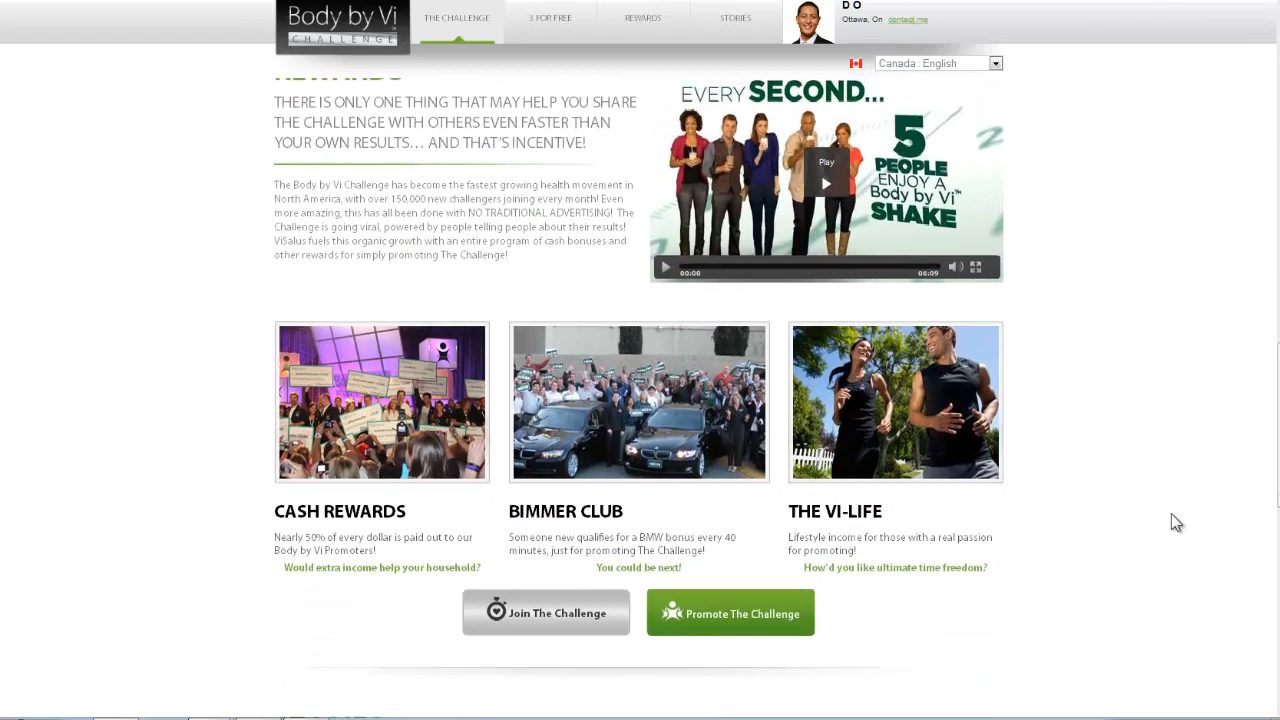 Body by Vi
CHALLENGE
THE CHALLENGE
3 FOR FREE
REWARDS
STORIES
D O
Ottawa, On contact me
Canada : English
REWARDS
THERE IS ONLY ONE THING THAT MAY HELP YOU SHARE
THE CHALLENGE WITH OTHERS EVEN FASTER THAN
YOUR OWN RESULTS… AND THAT'S INCENTIVE!
The Body by Vi Challenge has become the fastest growing health movement in
North America, with over 150,000 new challengers joining every month! Even
more amazing, this has all been done with NO TRADITIONAL ADVERTISING! The
Challenge is going viral, powered by people telling people about their results!
ViSalus fuels this organic growth with an entire program of cash bonuses and
other rewards for simply promoting The Challenge!
EVERY SECOND...
5
PEOPLE
ENJOY A
Body by Vi™
SHAKE
Play
00:00
08:09
CASH REWARDS
Nearly 50% of every dollar is paid out to our
Body by Vi Promoters!
Would extra income help your household?
BIMMER CLUB
Someone new qualifies for a BMW bonus every 40
minutes, just for promoting The Challenge!
You could be next!
THE VI-LIFE
Lifestyle income for those with a real passion
for promoting!
How'd you like ultimate time freedom?
Join The Challenge
Promote The Challenge